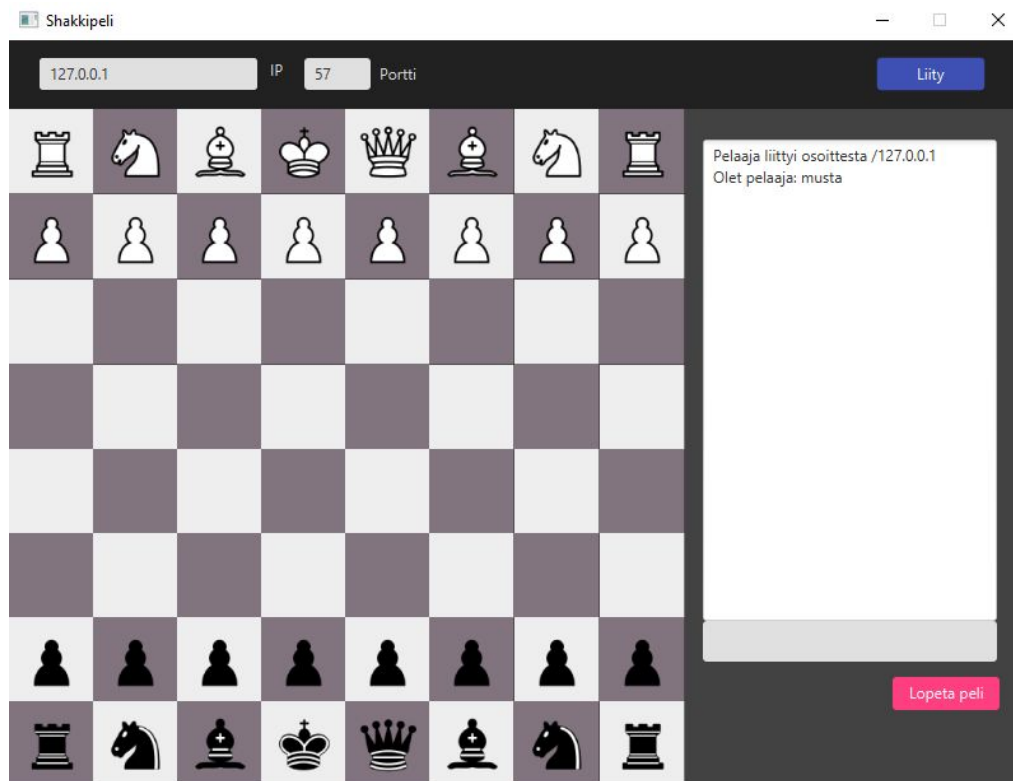 Shakkipeli
127.0.0.1 IP 57 Portti Liity
Pelaaja liittyi osoittesta /127.0.0.1
Olet pelaaja: musta
Lopeta peli